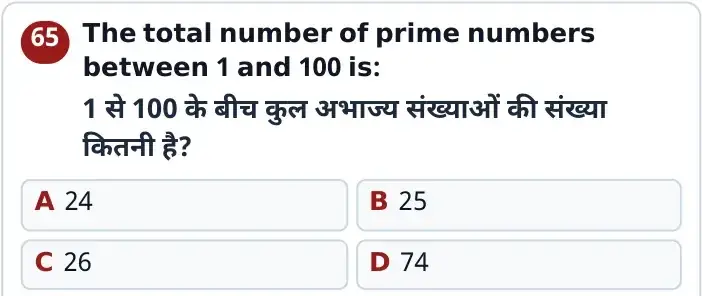 65 The total number of prime numbers
between 1 and 100 is:
1 से 100 के बीच कुल अभाज्य संख्याओं की संख्या
कितनी है?
A 24
B 25
C 26
D 74